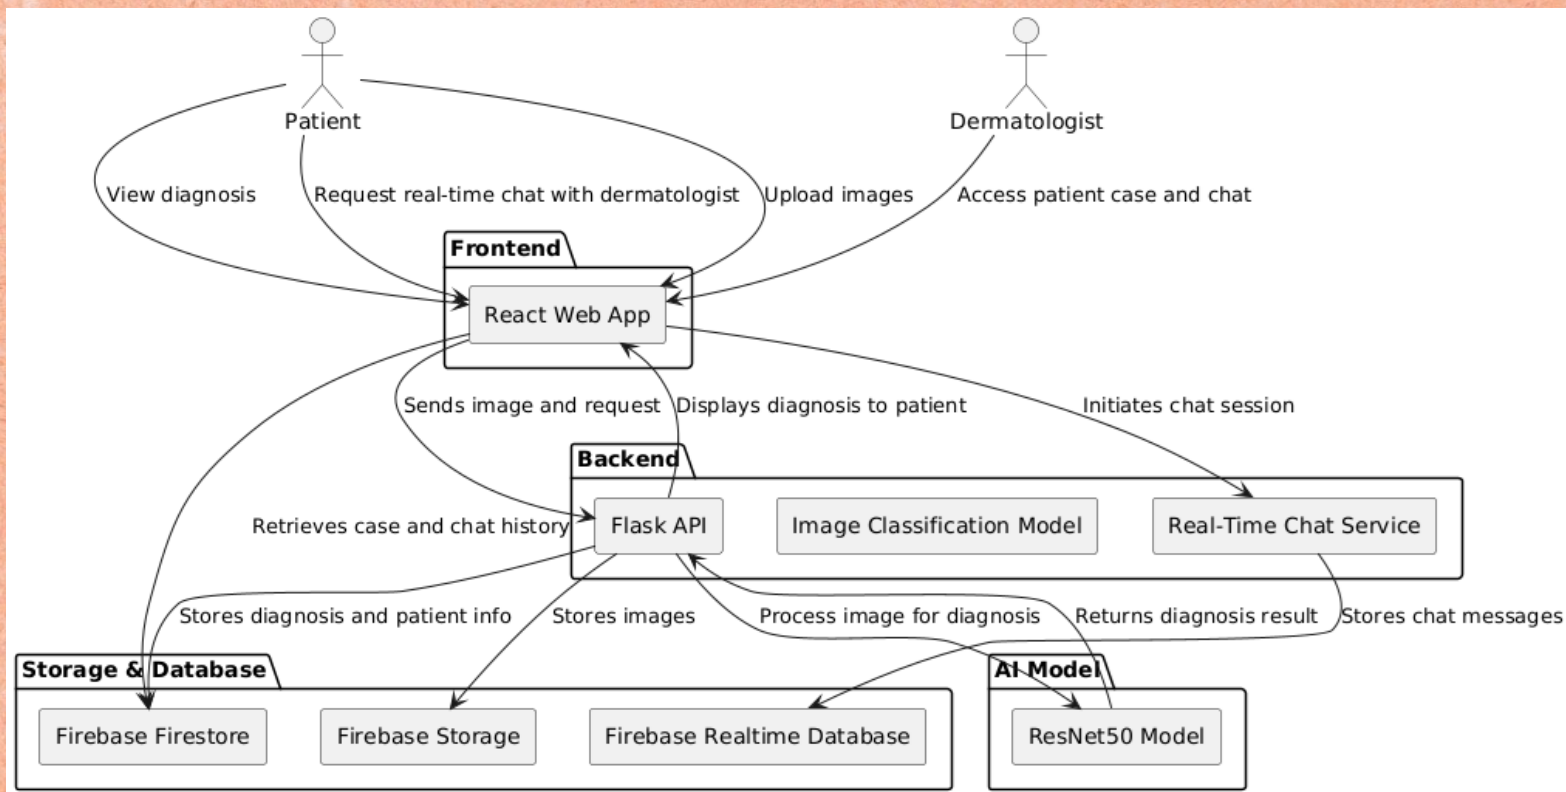 Patient
Dermatologist
View diagnosis
Request real-time chat with dermatologist
Upload images
Access patient case and chat
Frontend
React Web App
Sends image and request
Displays diagnosis to patient
Initiates chat session
Backend
Retrieves case and chat history
Flask API
Image Classification Model
Real-Time Chat Service
Stores diagnosis and patient info
Stores images
Process image for diagnosis
Returns diagnosis result
Stores chat messages
Storage & Database
AI Model
Firebase Firestore
Firebase Storage
Firebase Realtime Database
ResNet50 Model